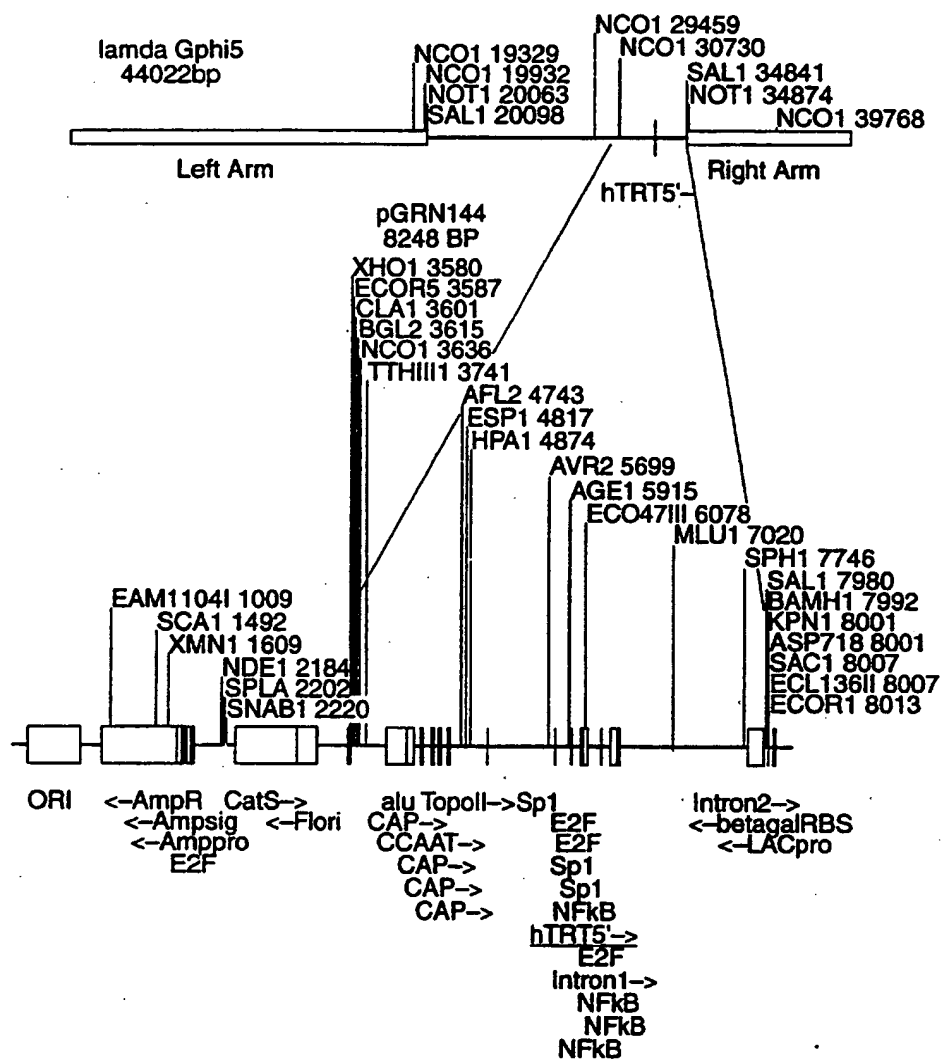 lamda Gphi5
44022bp
NCO1 19329
NCO1 19932
NOT1 20063
SAL1 20098
NCO1 29459
NCO1 30730
SAL1 34841
NOT1 34874
NCO1 39768
Left Arm
Right Arm
hTRT5'
pGRN144
8248 BP
XHO1 3580
ECOR5 3587
CLA1 3601
BGL2 3615
NCO1 3636
TTHIII1 3741
AFL2 4743
ESP1 4817
HPA1 4874
AVR2 5699
AGE1 5915
ECO47III 6078
MLU1 7020
SPH1 7746
SAL1 7980
BAMH1 7992
KPN1 8001
ASP718 8001
SAC1 8007
ECL136II 8007
ECOR1 8013
EAM1104I 1009
SCA1 1492
XMN1 1609
NDE1 2184
SPLA 2202
SNAB1 2220
ORI <-AmpR CatS-> alu TopoII->Sp1 Intron2->
<-Ampsig <-Flori CAP-> E2F <-betagalRBS
<-Amppro CCAAT-> E2F <-LACpro
E2F CAP-> Sp1
CAP-> Sp1
CAP-> NFkB
hTRT5'->
E2F
Intron1->
NFkB
NFkB
NFkB